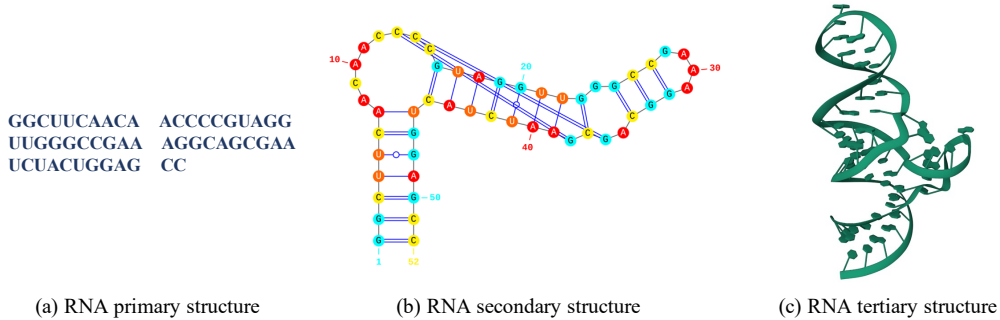 GGCUUCAACA ACCCCGUAGG
UUGGGCCGAA AGGCAGCGAA
UCUACUGGAG CC
G G C U U C A A C A A C C C C G U A G G U U G G G C C G A A A G G C A G C G A A U C U A C U G G A G C C
10
20
30
40
50
1
52
(a) RNA primary structure
(b) RNA secondary structure
(c) RNA tertiary structure